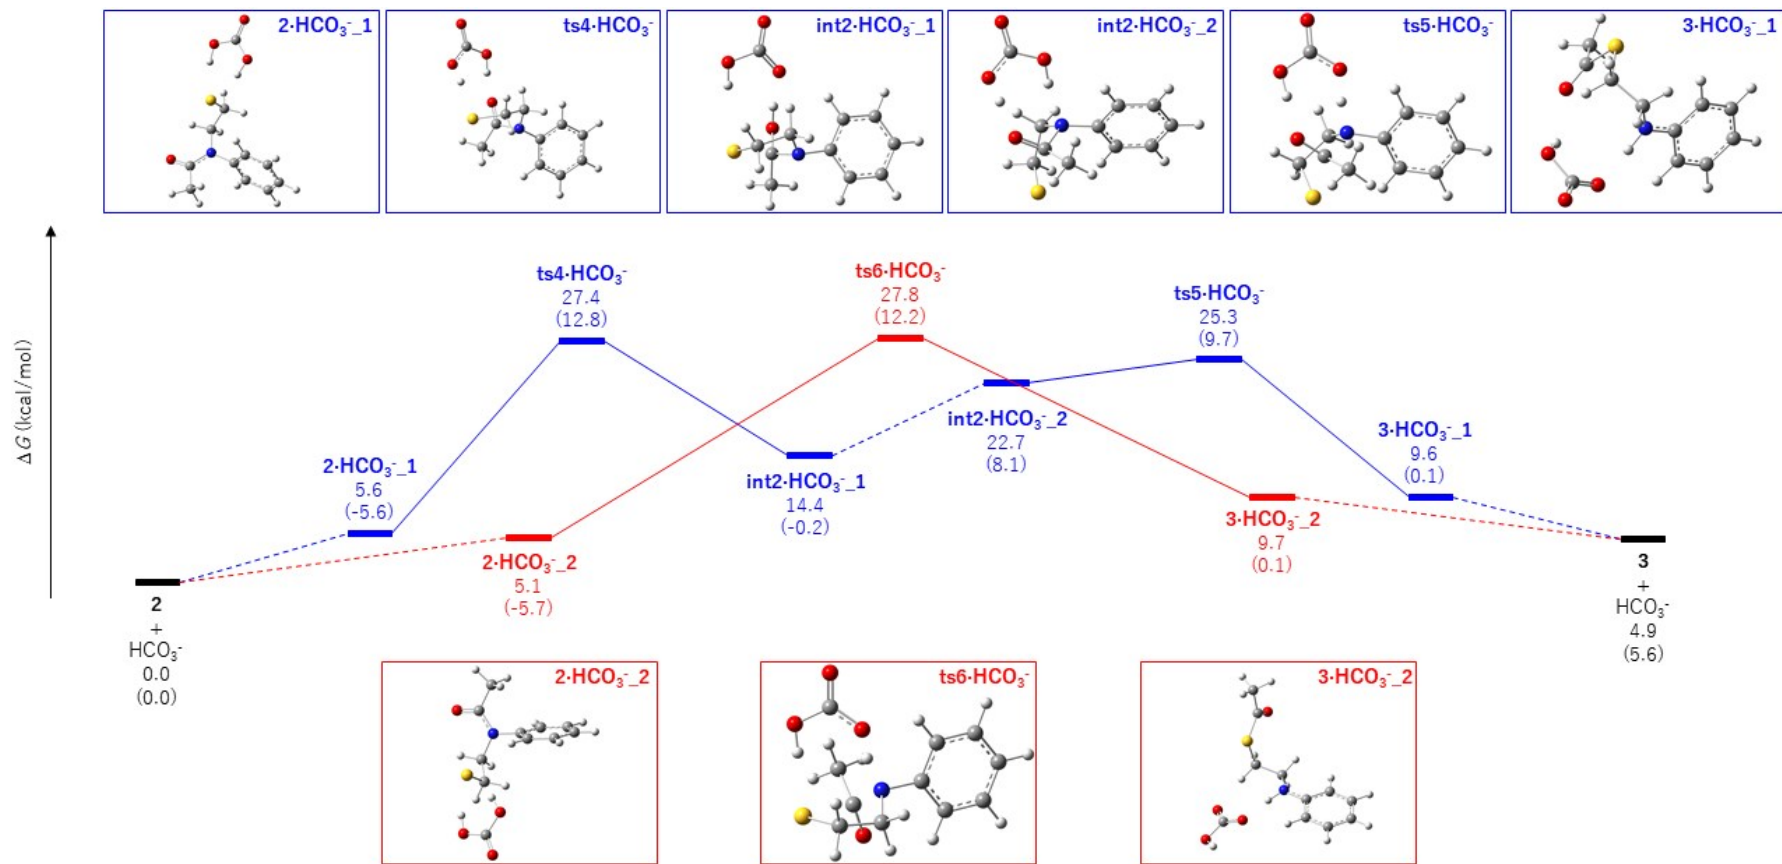 2·HCO₃⁻_1
ts4·HCO₃⁻
int2·HCO₃⁻_1
int2·HCO₃⁻_2
ts5·HCO₃⁻
3·HCO₃⁻_1
ΔG (kcal/mol)
ts4·HCO₃⁻
27.4
(12.8)
ts6·HCO₃⁻
27.8
(12.2)
ts5·HCO₃⁻
25.3
(9.7)
2·HCO₃⁻_1
5.6
(-5.6)
int2·HCO₃⁻_1
14.4
(-0.2)
int2·HCO₃⁻_2
22.7
(8.1)
3·HCO₃⁻_1
9.6
(0.1)
2·HCO₃⁻_2
5.1
(-5.7)
3·HCO₃⁻_2
9.7
(0.1)
2
+
HCO₃⁻
0.0
(0.0)
3
+
HCO₃⁻
4.9
(5.6)
2·HCO₃⁻_2
ts6·HCO₃⁻
3·HCO₃⁻_2